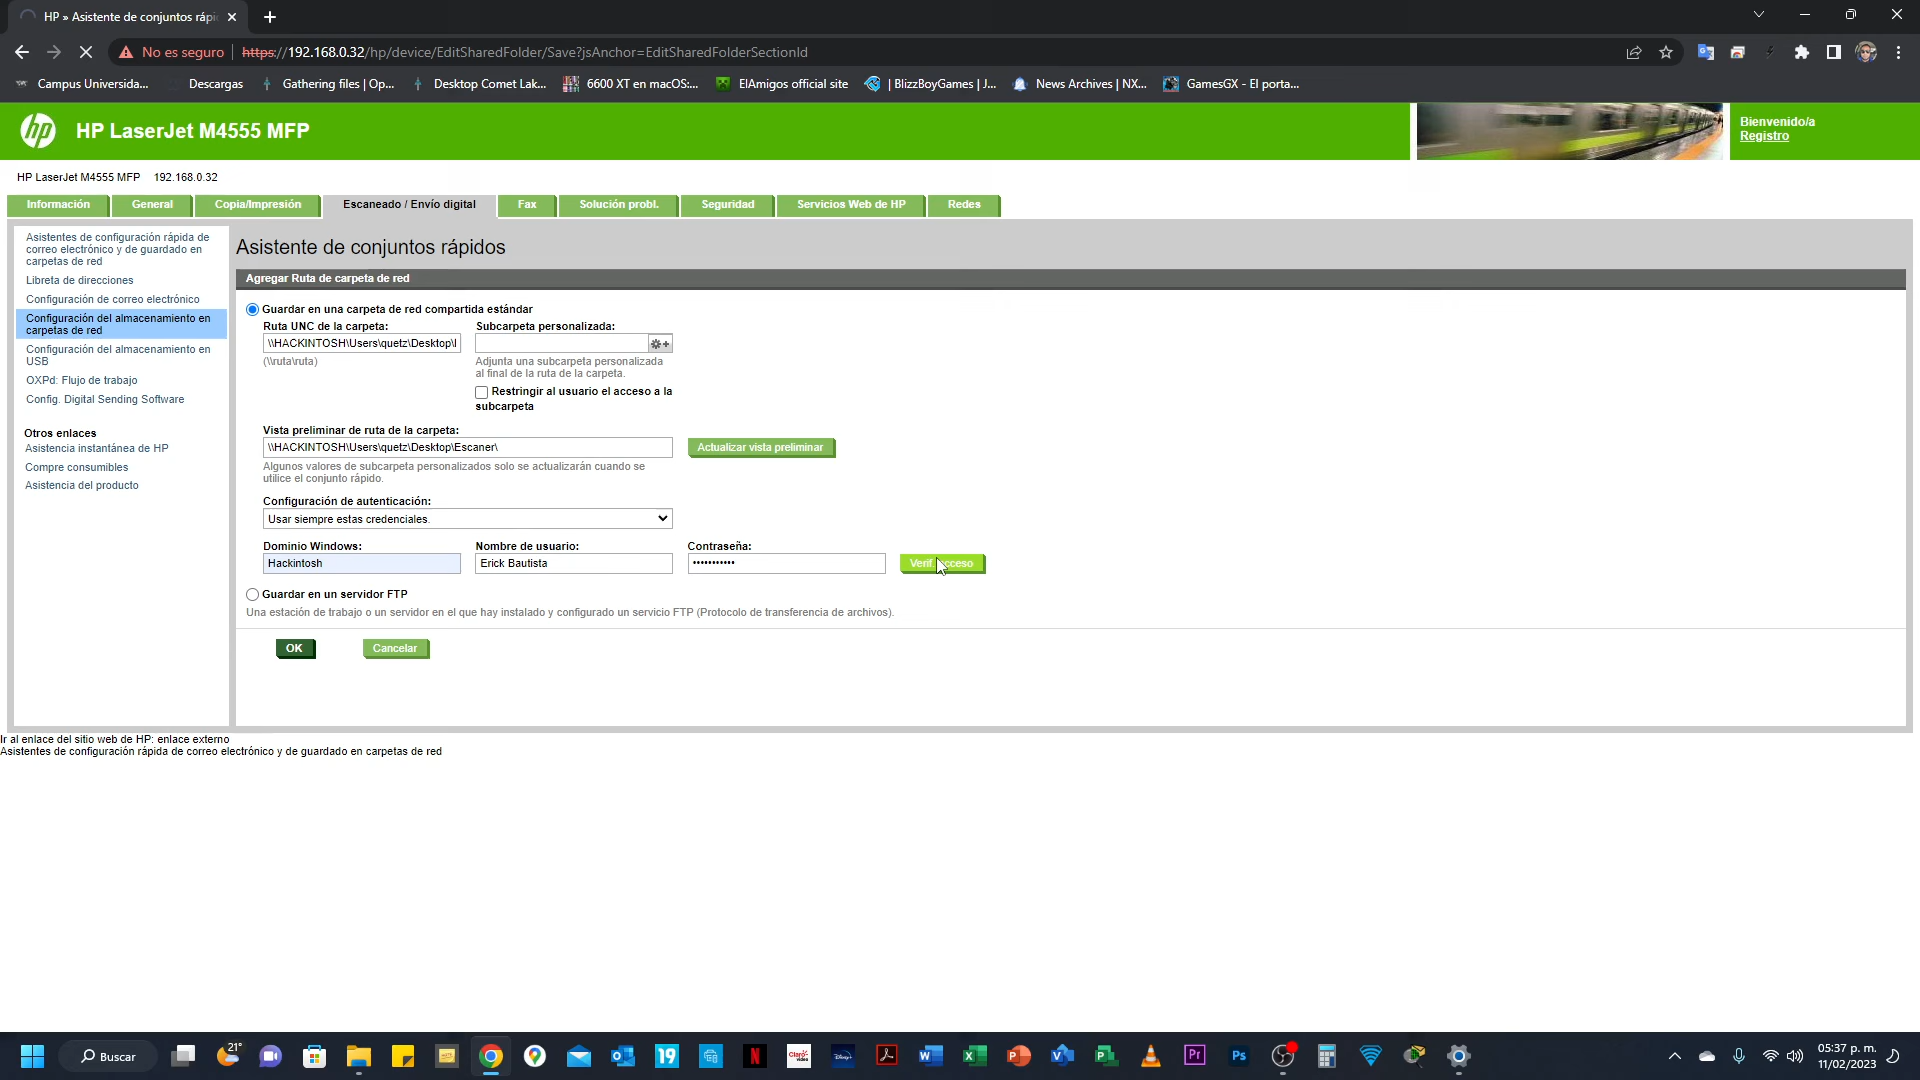 HP » Asistente de conjuntos rápi
No es seguro
https://192.168.0.32/hp/device/EditSharedFolder/Save?jsAnchor=EditSharedFolderSectionId
Campus Universida...
Descargas
Gathering files | Op...
Desktop Comet Lak...
6600 XT en macOS:...
ElAmigos official site
| BlizzBoyGames | J...
News Archives | NX...
GamesGX - El porta...
hp
HP LaserJet M4555 MFP
Bienvenido/a
Registro
HP LaserJet M4555 MFP 192.168.0.32
Información
General
Copia/Impresión
Escaneado / Envío digital
Fax
Solución probl.
Seguridad
Servicios Web de HP
Redes
Asistentes de configuración rápida de
correo electrónico y de guardado en
carpetas de red
Libreta de direcciones
Configuración de correo electrónico
Configuración del almacenamiento en
carpetas de red
Configuración del almacenamiento en
USB
OXPd: Flujo de trabajo
Config. Digital Sending Software
Otros enlaces
Asistencia instantánea de HP
Compre consumibles
Asistencia del producto
Asistente de conjuntos rápidos
Agregar Ruta de carpeta de red
Guardar en una carpeta de red compartida estándar
Ruta UNC de la carpeta:
Subcarpeta personalizada:
\\HACKINTOSH\Users\quetz\Desktop\
(\\ruta\ruta)
Adjunta una subcarpeta personalizada
al final de la ruta de la carpeta.
Restringir al usuario el acceso a la
subcarpeta
Vista preliminar de ruta de la carpeta:
\\HACKINTOSH\Users\quetz\Desktop\Escaner\
Actualizar vista preliminar
Algunos valores de subcarpeta personalizados solo se actualizarán cuando se
utilice el conjunto rápido.
Configuración de autenticación:
Usar siempre estas credenciales.
Dominio Windows:
Nombre de usuario:
Contraseña:
Hackintosh
Erick Bautista
•••••••••••
Guardar en un servidor FTP
Una estación de trabajo o un servidor en el que hay instalado y configurado un servicio FTP (Protocolo de transferencia de archivos).
OK
Cancelar
Ir al enlace del sitio web de HP: enlace externo
Asistentes de configuración rápida de correo electrónico y de guardado en carpetas de red
Buscar
21°
19
Claro video
Disney+
Pr
Ps
05:37 p. m.
11/02/2023